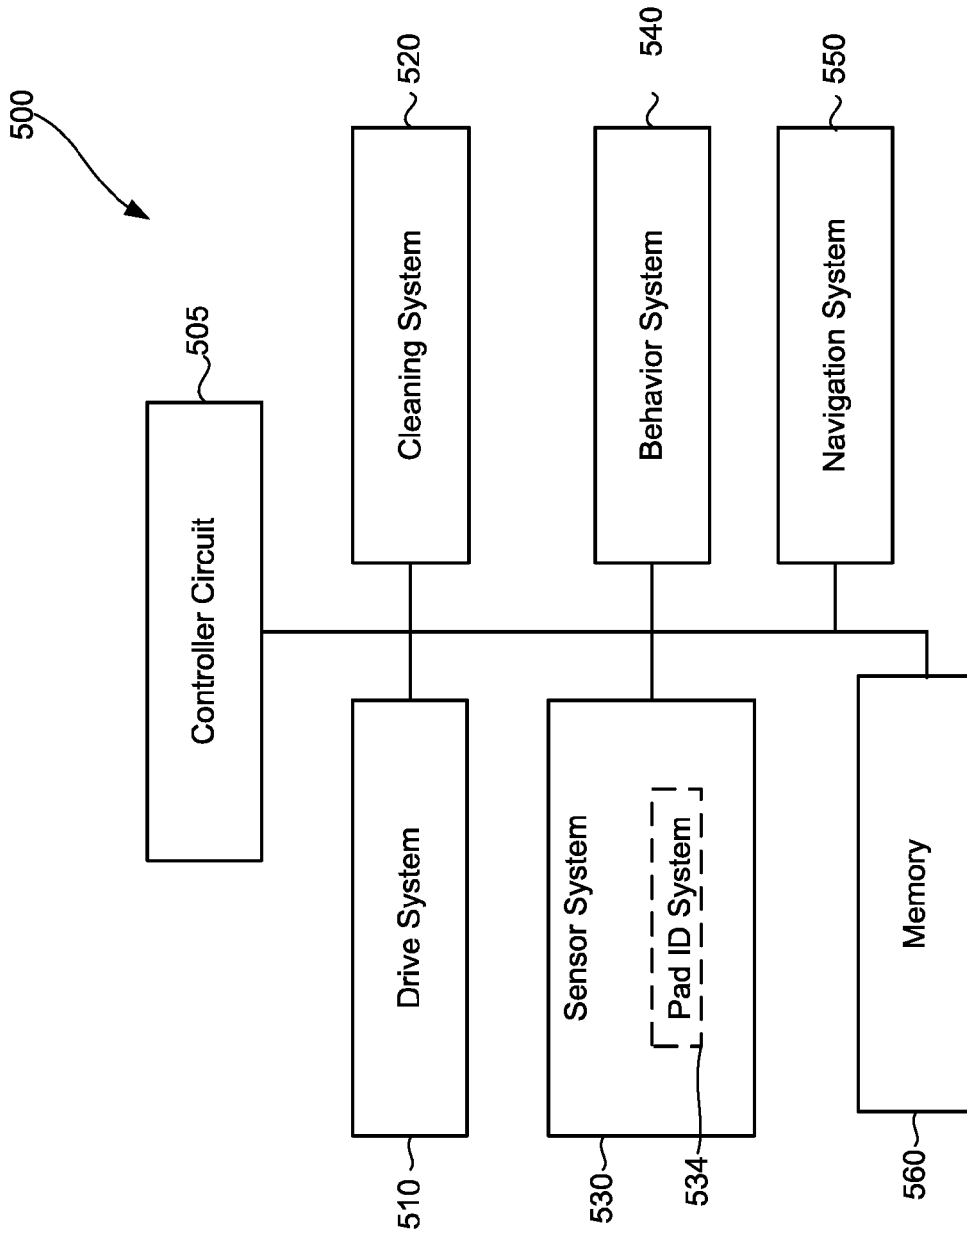 500
505
Controller Circuit
510
Drive System
520
Cleaning System
530
Sensor System
534
Pad ID System
540
Behavior System
550
Navigation System
560
Memory